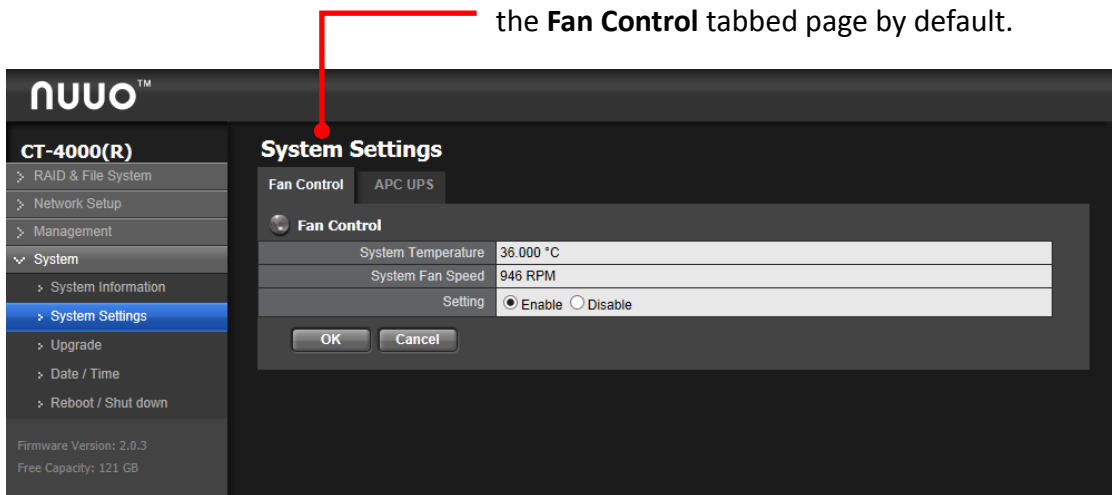 the Fan Control tabbed page by default.
nuuo™
CT-4000(R)
RAID & File System
Network Setup
Management
System
System Information
System Settings
Upgrade
Date / Time
Reboot / Shut down
Firmware Version: 2.0.3
Free Capacity: 121 GB
System Settings
Fan Control APC UPS
Fan Control
System Temperature 36.000 °C
System Fan Speed 946 RPM
Setting Enable Disable
OK Cancel